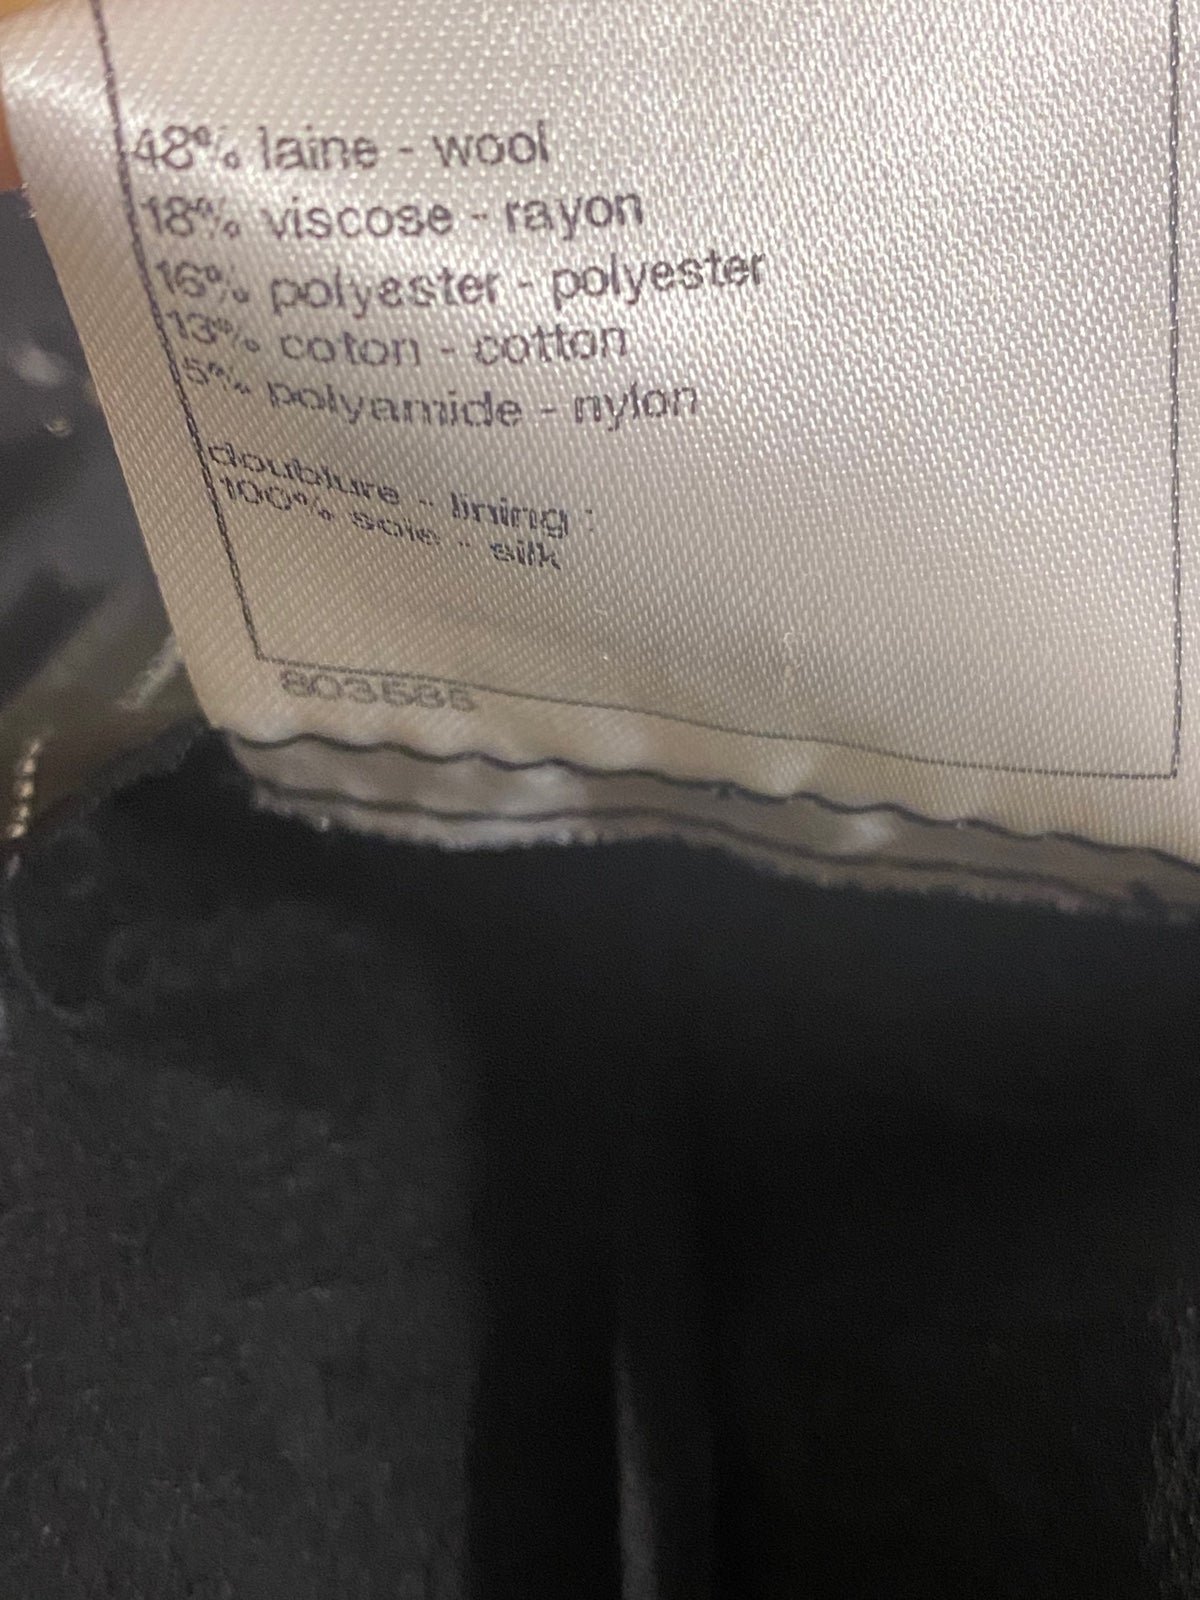 48% laine - wool
18% viscose - rayon
16% polyester - polyester
13% coton - cotton
5% polyamide - nylon
doublure - lining :
100% soie - silk
803585